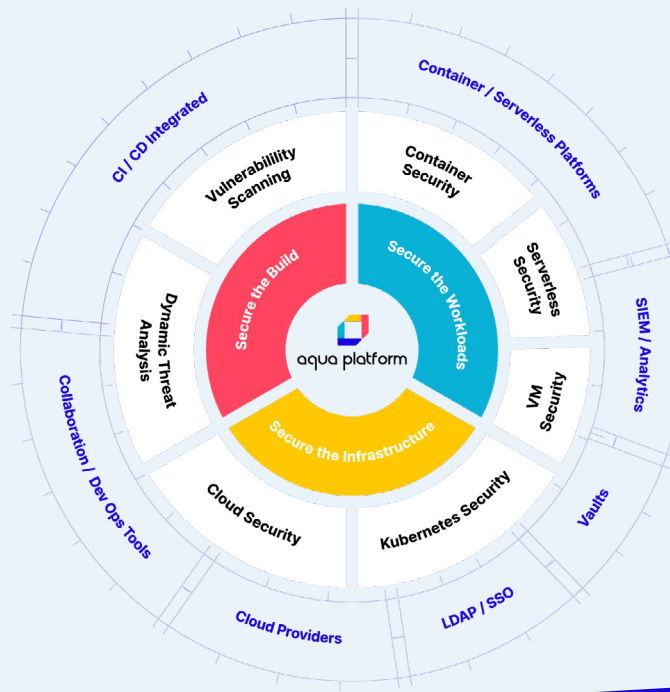 Container / Serverless Platforms
CI / CD Integrated
Vulnerabilility
Scanning
Container
Security
Serverless
Security
Secure the Build
Secure the Workloads
SIEM / Analytics
Dynamic Threat
Analysis
aqua platform
VM
Security
Secure the Infrastructure
Collaboration / Dev Ops Tools
Cloud Security
Kubernetes Security
Vaults
Cloud Providers
LDAP / SSO